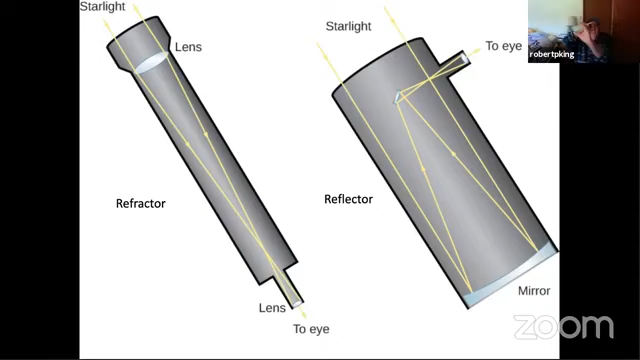 Starlight
Lens
Refractor
Lens
To eye
Starlight
To eye
Reflector
Mirror
robertpking
zoom